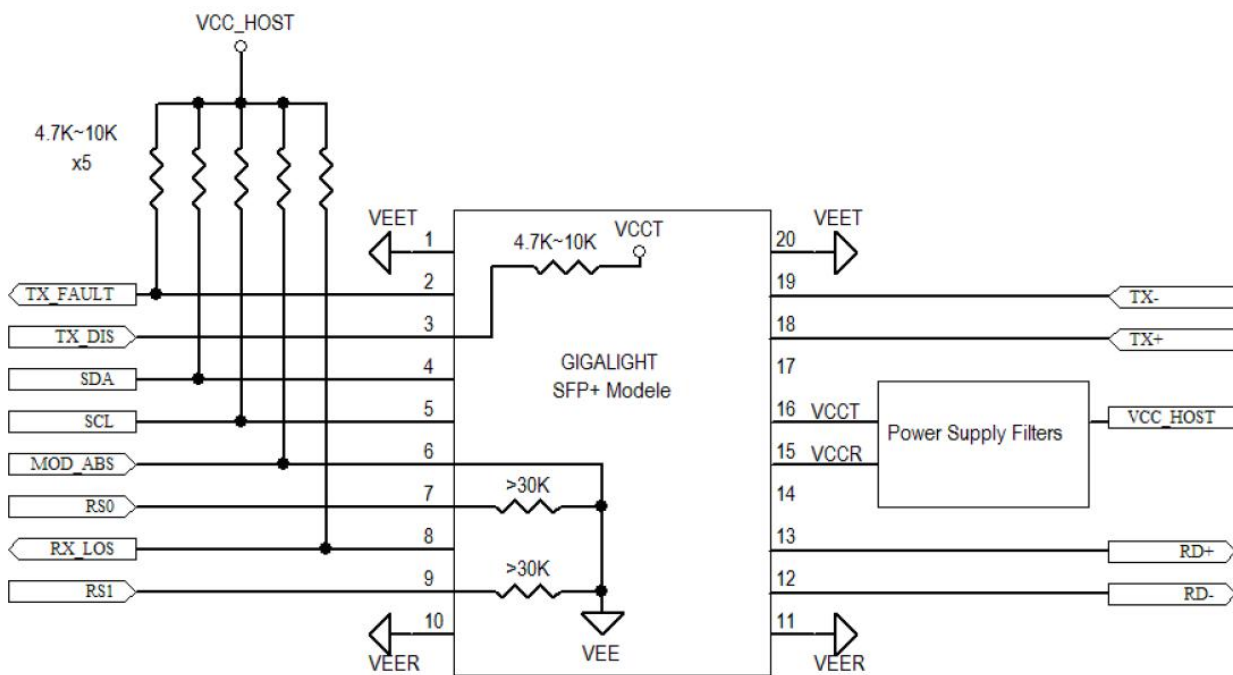 VCC_HOST
4.7K~10K
x5
VEET
1
4.7K~10K
VCCT
20
VEET
TX_FAULT
2
19
TX-
TX_DIS
3
18
TX+
SDA
4
GIGALIGHT
SFP+ Modele
17
SCL
5
16
VCCT
Power Supply Filters
VCC_HOST
MOD_ABS
6
15
VCCR
RS0
7
>30K
14
RX_LOS
8
13
RD+
RS1
9
>30K
12
RD-
VEER
10
VEE
11
VEER